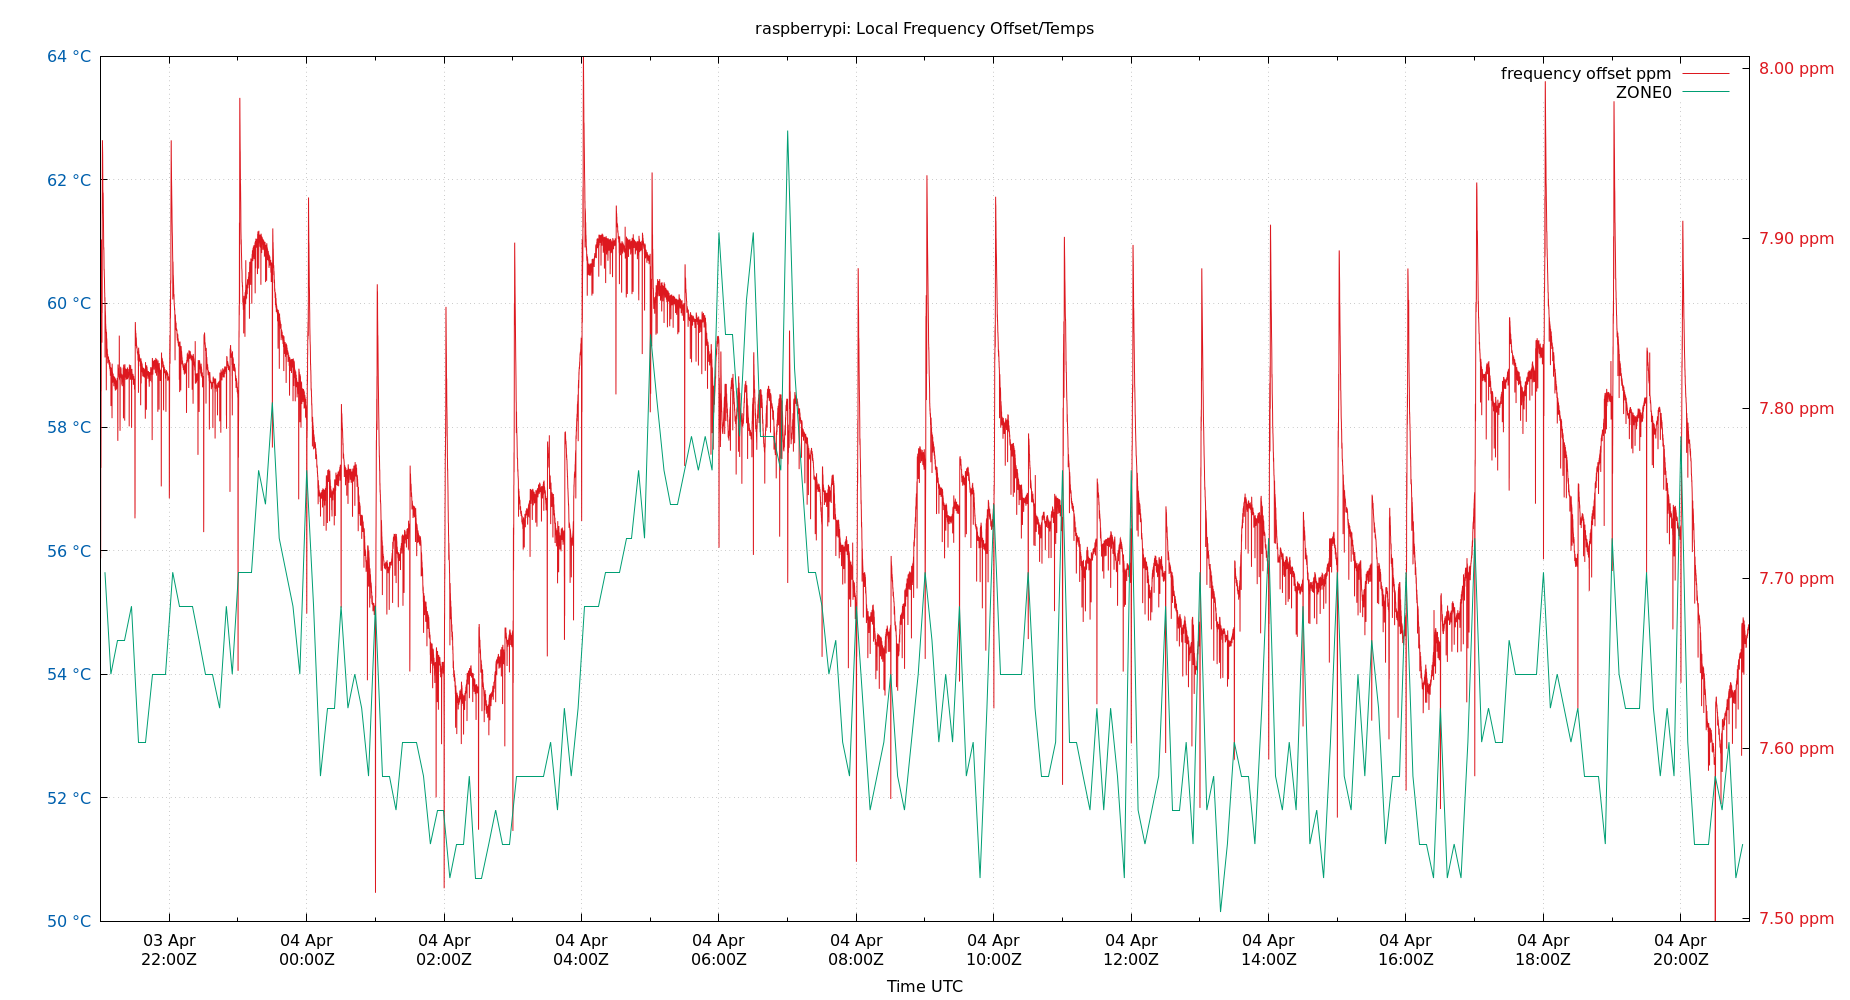 raspberrypi: Local Frequency Offset/Temps
64 °C
62 °C
60 °C
58 °C
56 °C
54 °C
52 °C
50 °C
8.00 ppm
7.90 ppm
7.80 ppm
7.70 ppm
7.60 ppm
7.50 ppm
frequency offset ppm
ZONE0
03 Apr
22:00Z
04 Apr
00:00Z
04 Apr
02:00Z
04 Apr
04:00Z
04 Apr
06:00Z
04 Apr
08:00Z
04 Apr
10:00Z
04 Apr
12:00Z
04 Apr
14:00Z
04 Apr
16:00Z
04 Apr
18:00Z
04 Apr
20:00Z
Time UTC